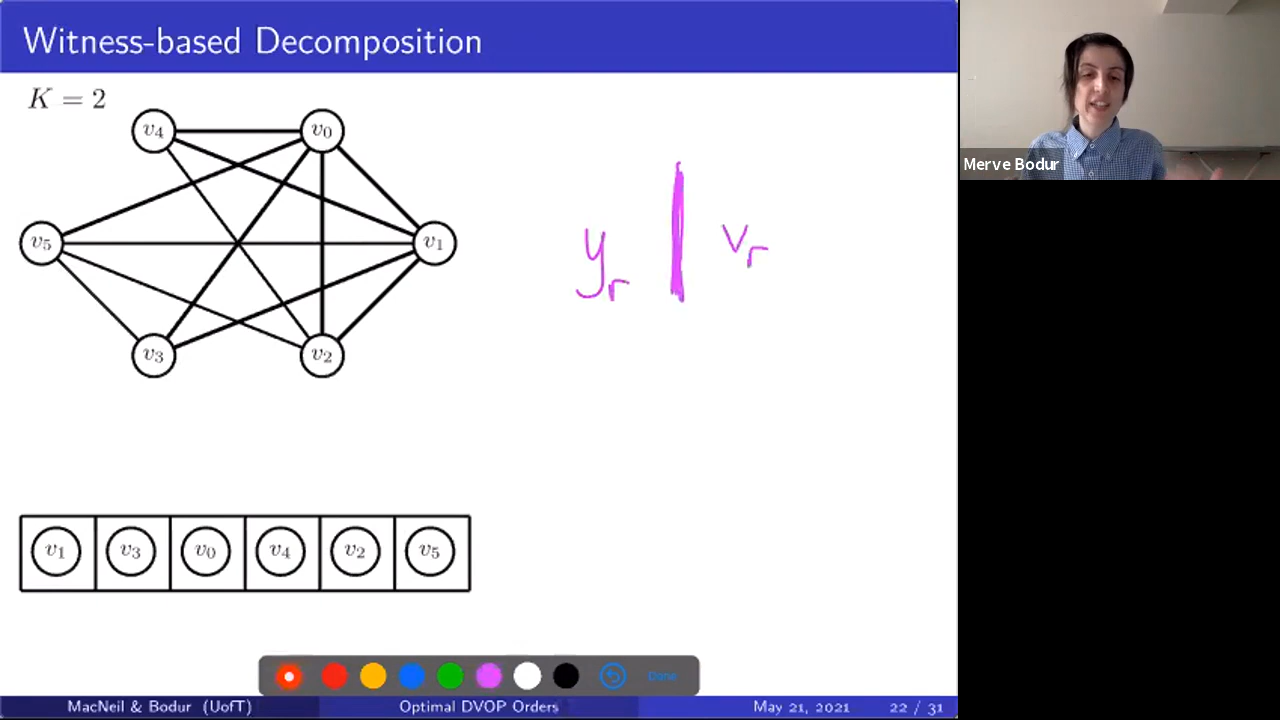 Witness-based Decomposition
K = 2
v4 v0
v5 v1
v3 v2
yr | vr
v1 v3 v0 v4 v2 v5
Done
MacNeil & Bodur (UofT) Optimal DVOP Orders May 21, 2021 22 / 31
Merve Bodur